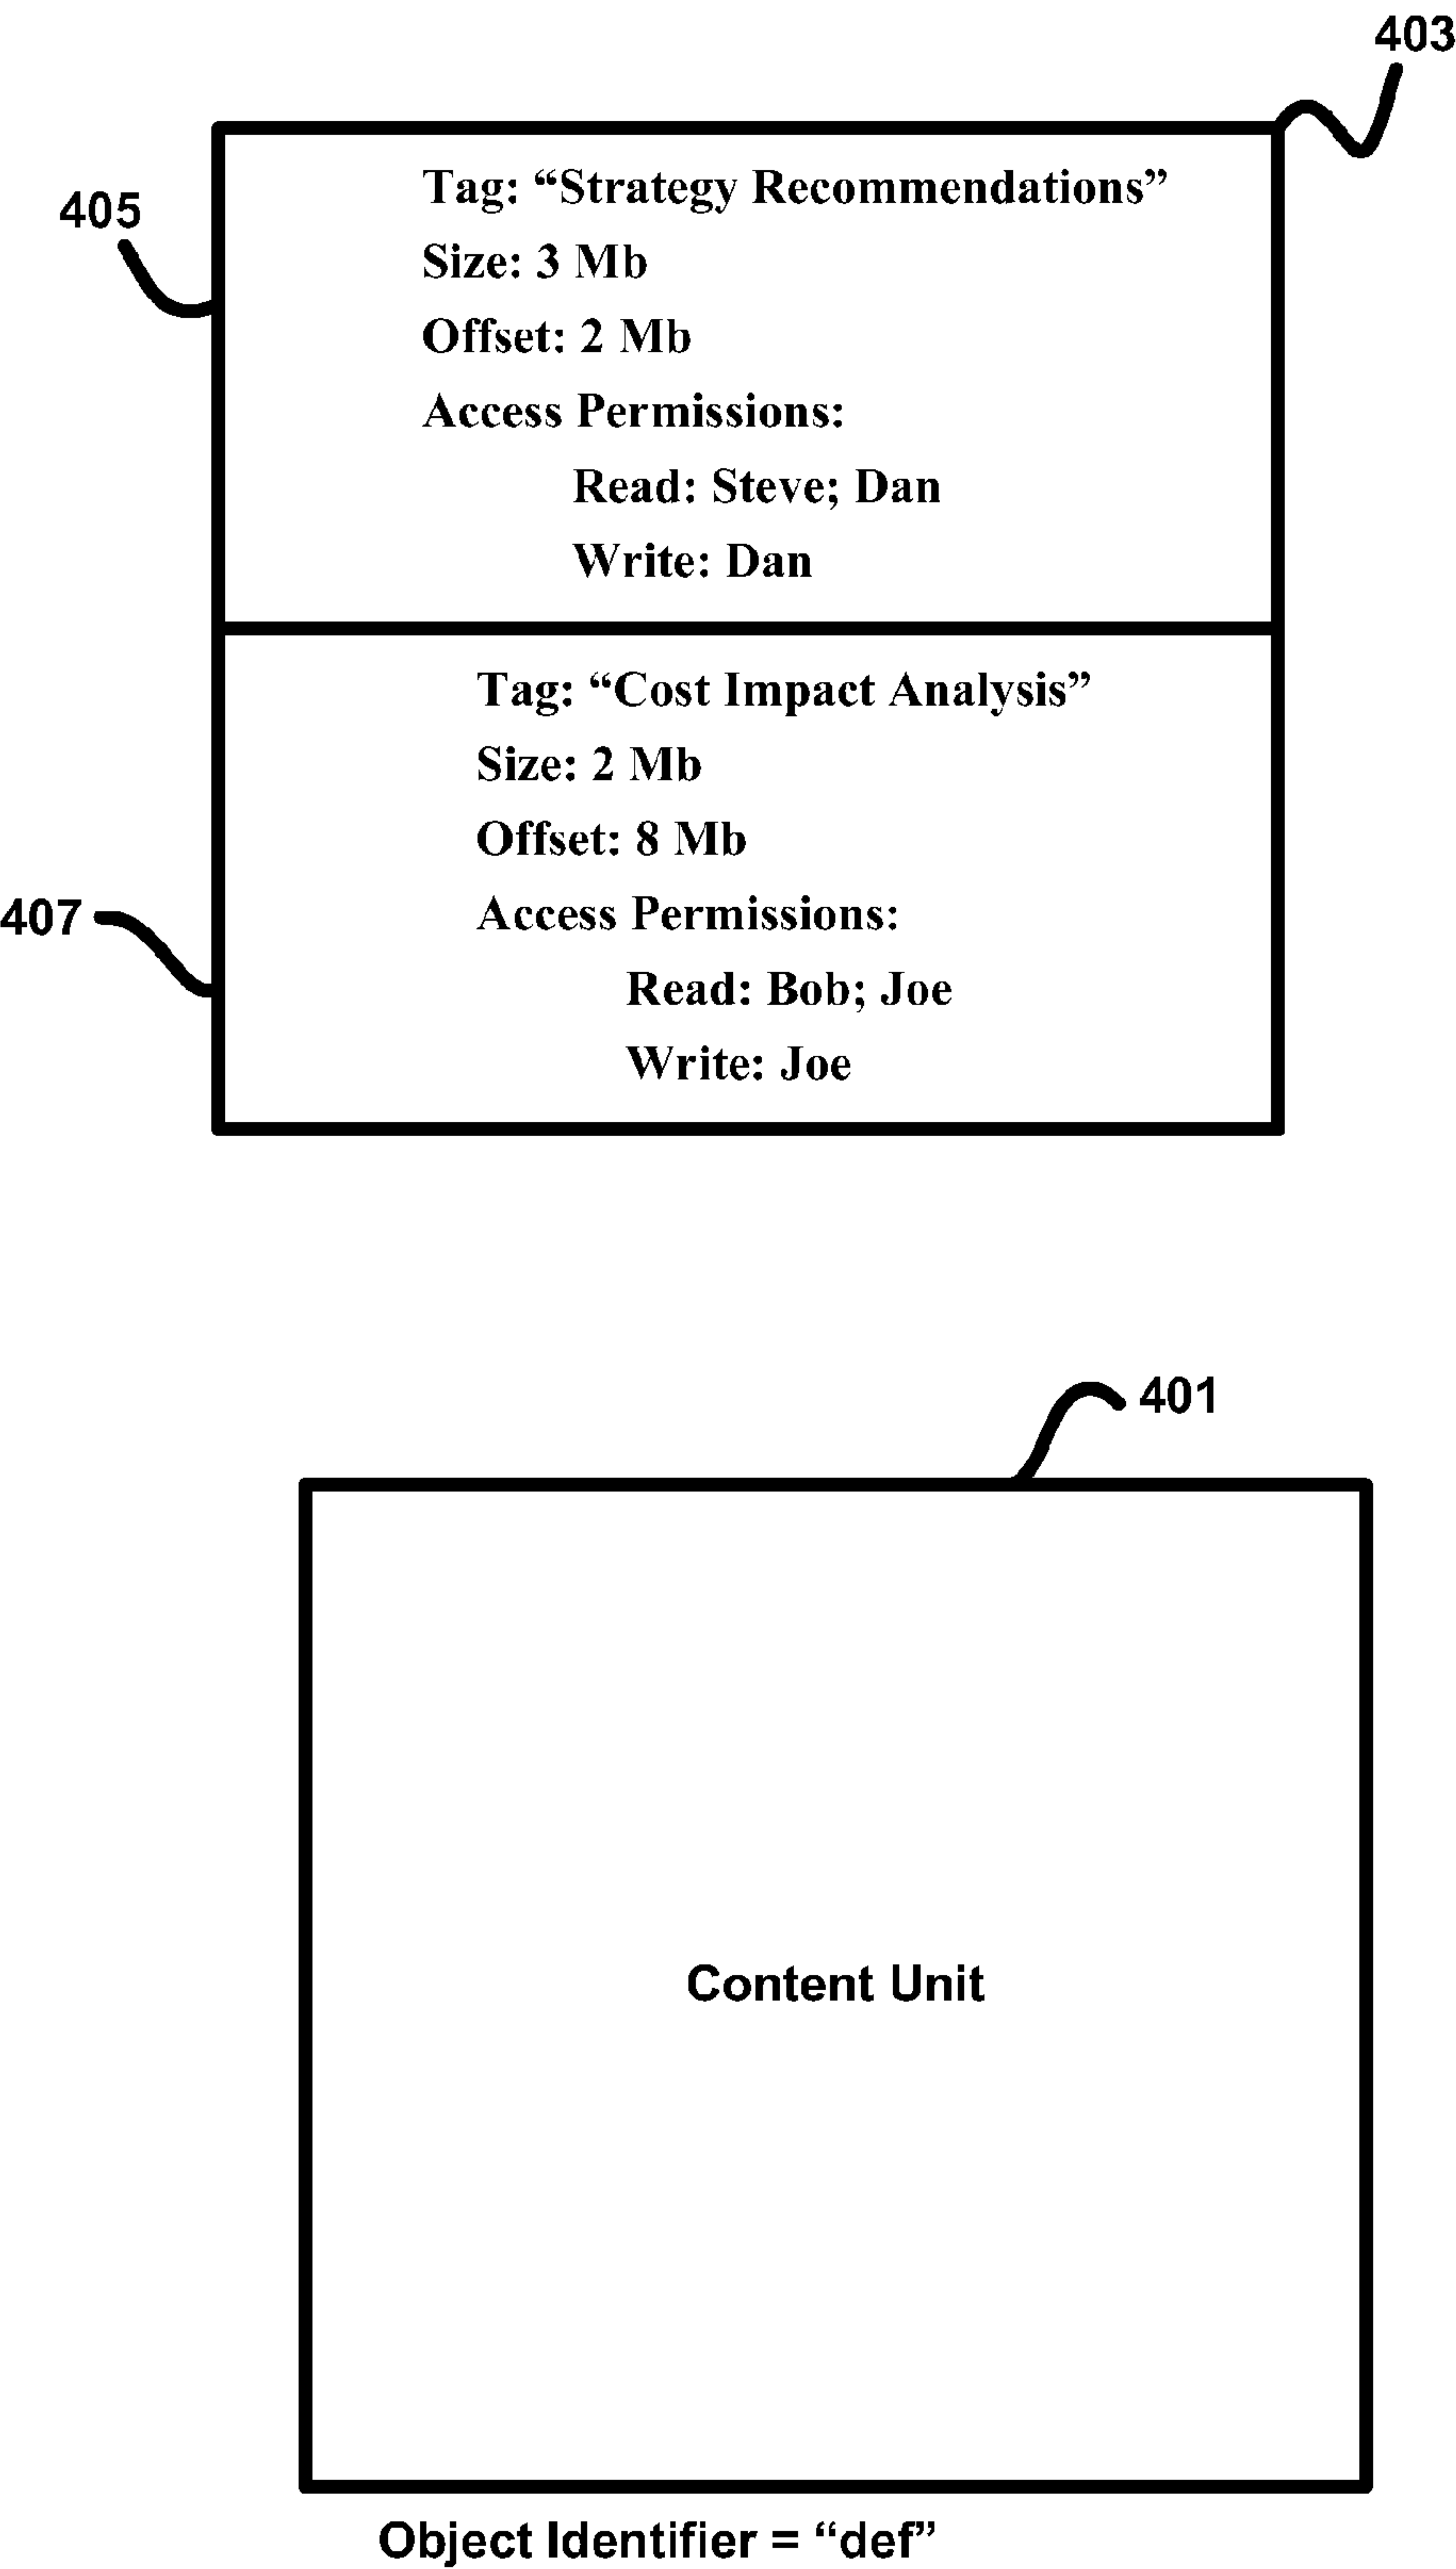 403
405
Tag: “Strategy Recommendations”
Size: 3 Mb
Offset: 2 Mb
Access Permissions:
Read: Steve; Dan
Write: Dan
407
Tag: “Cost Impact Analysis”
Size: 2 Mb
Offset: 8 Mb
Access Permissions:
Read: Bob; Joe
Write: Joe
401
Content Unit
Object Identifier = “def”